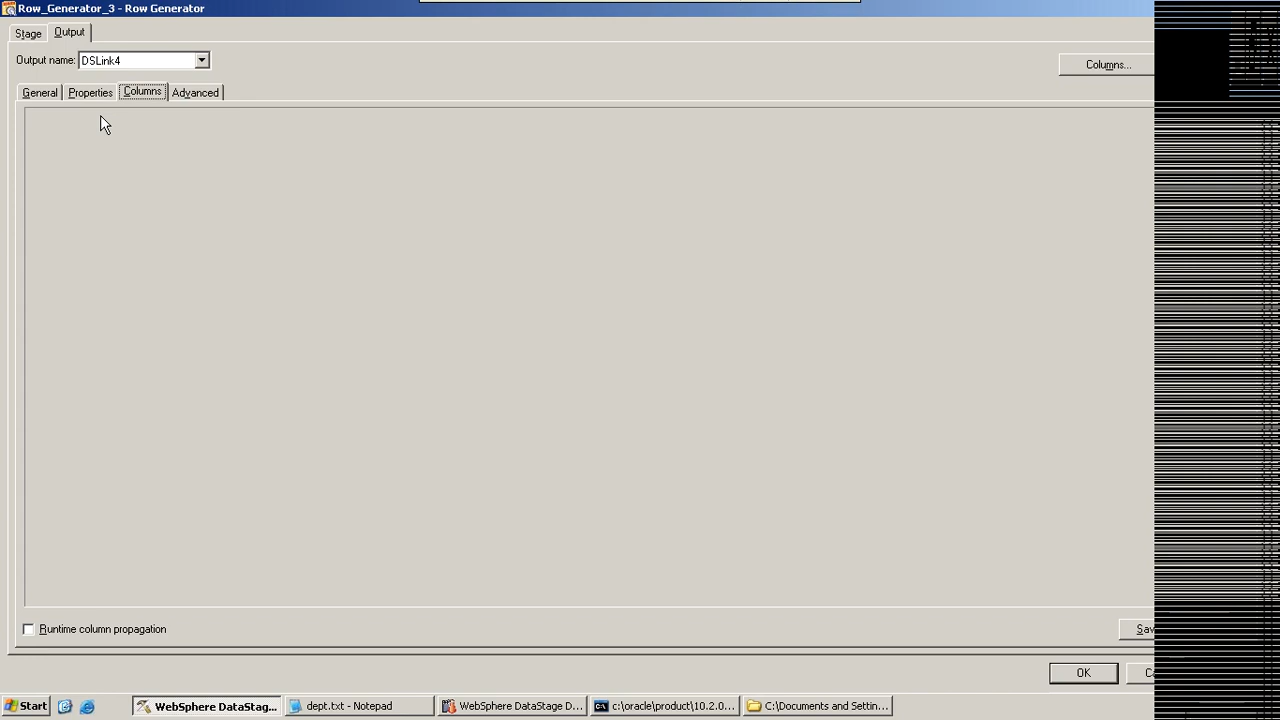 Row_Generator_3 - Row Generator
Stage Output
Output name: DSLink4
Columns...
General Properties Columns Advanced
Runtime column propagation
OK
Start WebSphere DataStag... dept.txt - Notepad WebSphere DataStage D... c:\oracle\product\10.2.0... C:\Documents and Settin...